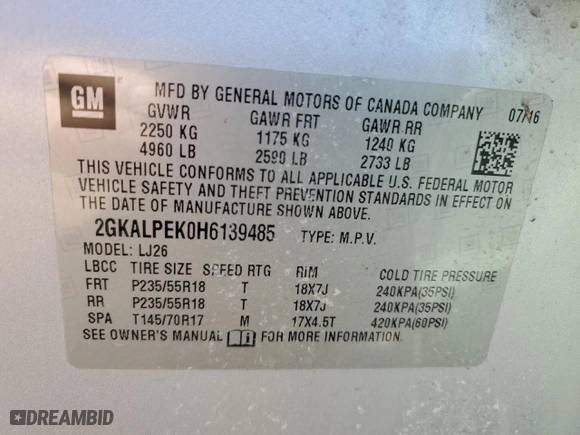 GM
MFD BY GENERAL MOTORS OF CANADA COMPANY 07/16
GVWR GAWR FRT GAWR RR
2250 KG 1175 KG 1240 KG
4960 LB 2590 LB 2733 LB
THIS VEHICLE CONFORMS TO ALL APPLICABLE U.S. FEDERAL MOTOR
VEHICLE SAFETY AND THEFT PREVENTION STANDARDS IN EFFECT ON
THE DATE OF MANUFACTURE SHOWN ABOVE.
2GKALPEK0H6139485 TYPE: M.P.V.
MODEL: LJ26
LBCC TIRE SIZE SPEED RTG RIM COLD TIRE PRESSURE
FRT P235/55R18 T 18X7J 240KPA(35PSI)
RR P235/55R18 T 18X7J 240KPA(35PSI)
SPA T145/70R17 M 17X4.5T 420KPA(60PSI)
SEE OWNER'S MANUAL FOR MORE INFORMATION.
DREAMBID